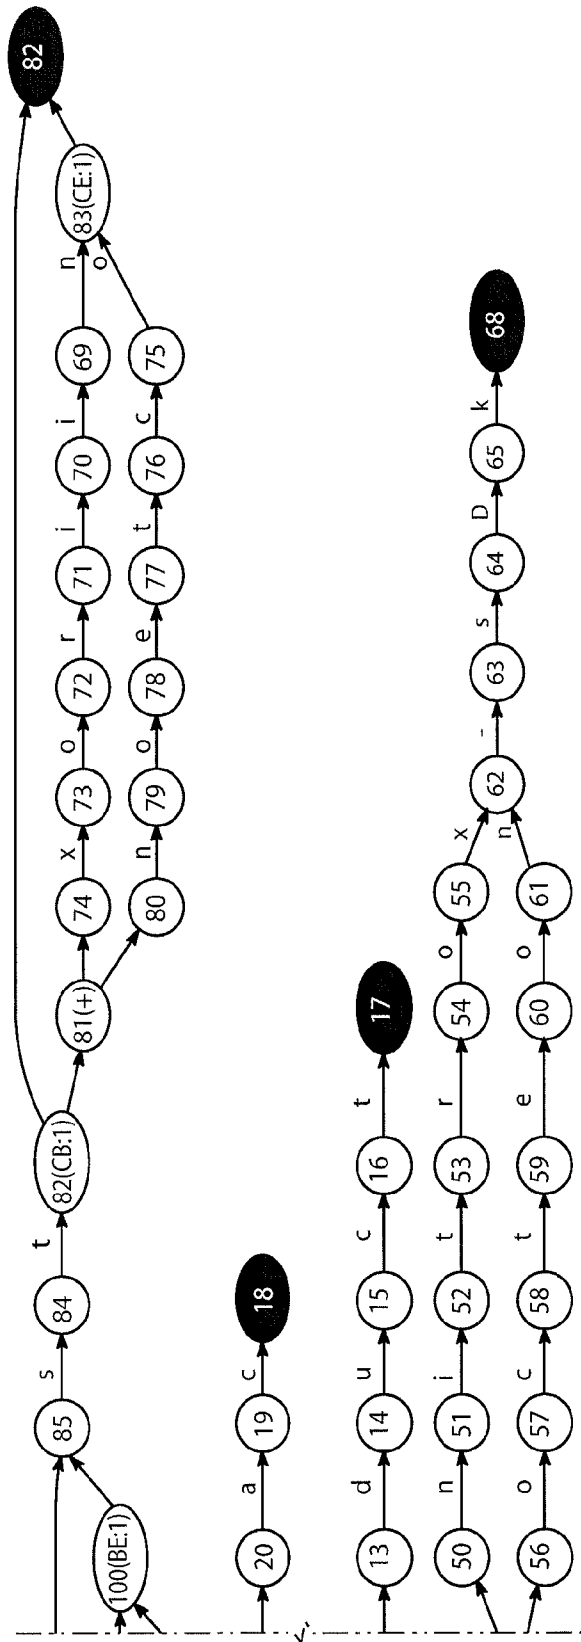 85 s 84 t 82(CB:1) 81(+) 74 x 73 o 72 r 71 i 70 i 69 n 83(CE:1) 82
100(BE:1) 80 n 79 o 78 e 77 t 76 c 75 o
20 a 19 c 18
13 d 14 u 15 c 16 t 17
50 n 51 i 52 t 53 r 54 o 55 x 62 - 63 s 64 D 65 k 68
56 o 57 c 58 t 59 e 60 o 61 n